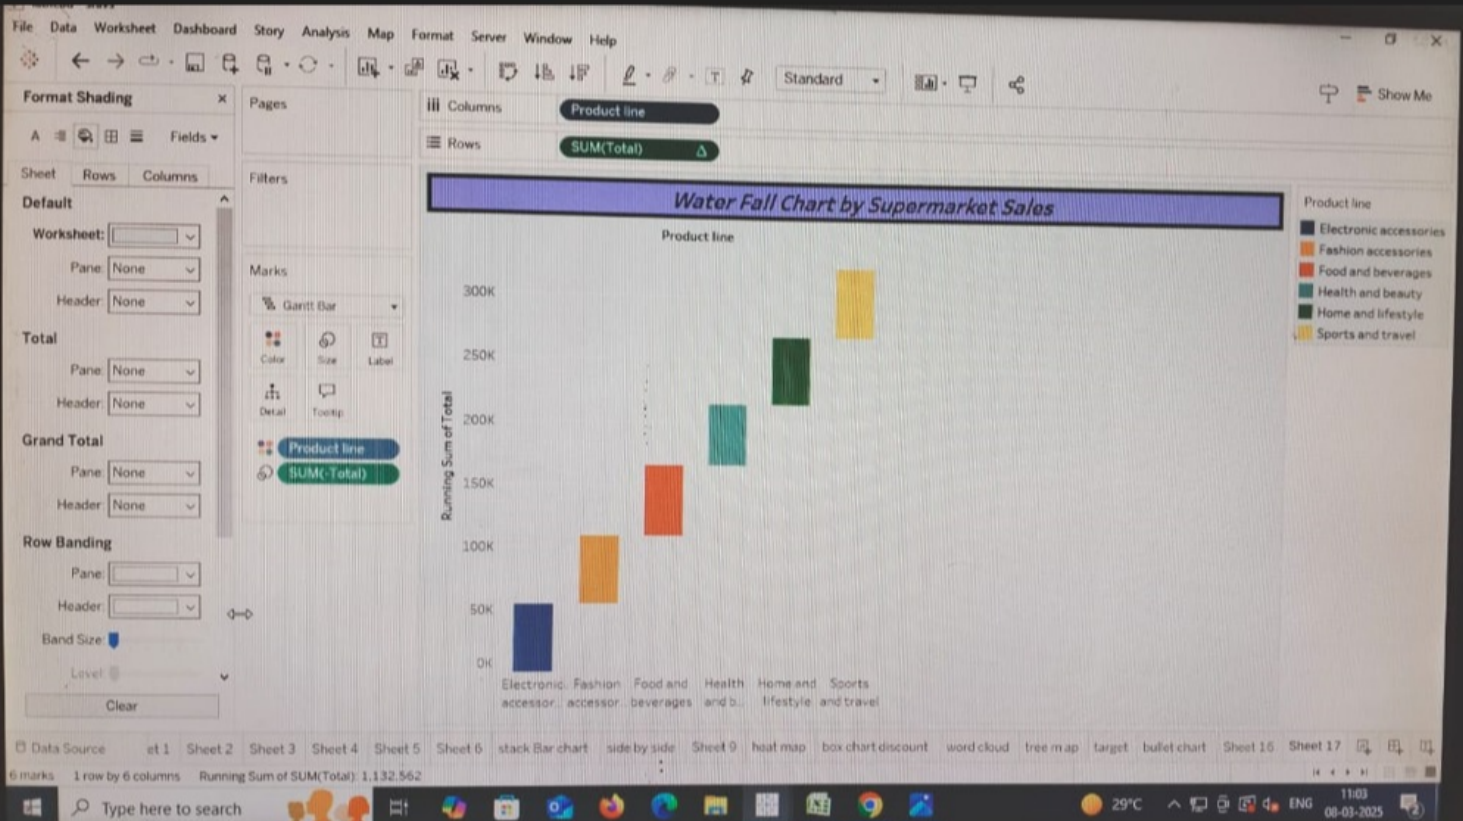 File Data Worksheet Dashboard Story Analysis Map Format Server Window Help
Standard
Show Me
Format Shading
Fields
Sheet Rows Columns
Default
Worksheet:
Pane: None
Header: None
Total
Pane: None
Header: None
Grand Total
Pane: None
Header: None
Row Banding
Pane:
Header:
Band Size:
Level:
Clear
Pages
Filters
Marks
Gantt Bar
Color Size Label
Detail Tooltip
Product line
SUM(-Total)
Columns Product line
Rows SUM(Total)
Water Fall Chart by Supermarket Sales
Product line
Running Sum of Total
300K
250K
200K
150K
100K
50K
0K
Electronic Fashion Food and Health Home and Sports
accessor.. accessor.. beverages and b... lifestyle and travel
Product line
Electronic accessories
Fashion accessories
Food and beverages
Health and beauty
Home and lifestyle
Sports and travel
Data Source et 1 Sheet 2 Sheet 3 Sheet 4 Sheet 5 Sheet 6 stack Bar chart side by side Sheet 9 heat map box chart discount word cloud tree map target bullet chart Sheet 16 Sheet 17
6 marks 1 row by 6 columns Running Sum of SUM(Total): 1,132,562
Type here to search
29°C ENG
11:03
08-03-2025
2